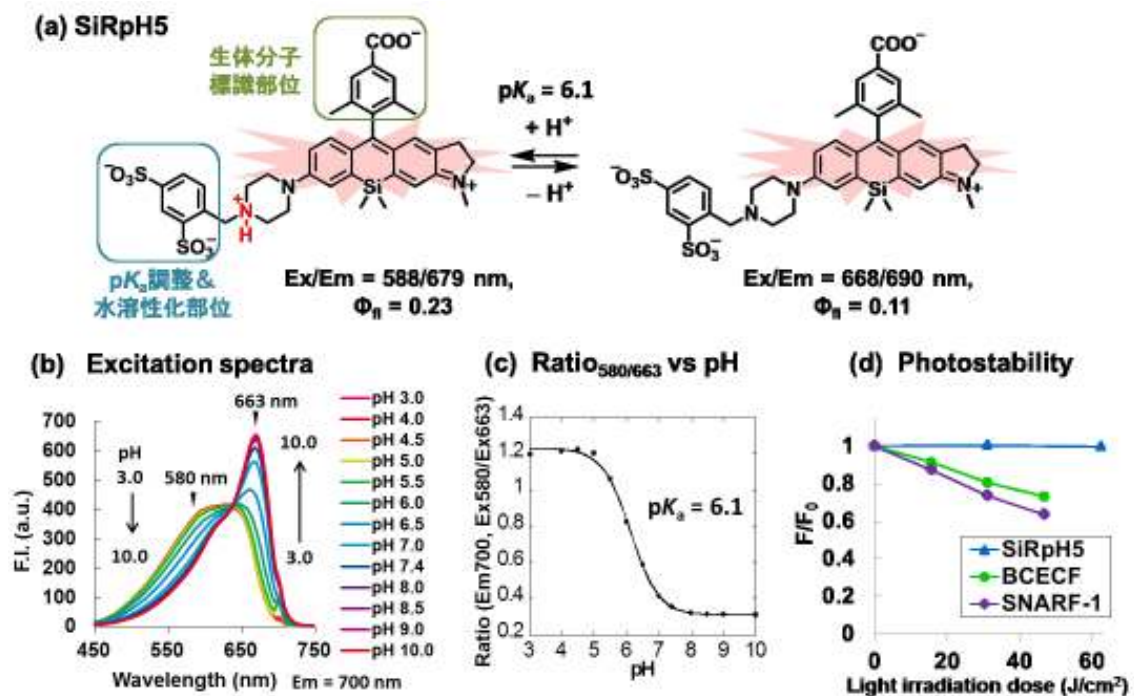 (a) SiRpH5
生体分子
標識部位
COO⁻
pKₐ = 6.1
+ H⁺
− H⁺
COO⁻
⁻O₃S
SO₃⁻
N
+
H
N
Si
N⁺
pKₐ調整＆
水溶性化部位
Ex/Em = 588/679 nm,
Φfl = 0.23
⁻O₃S
SO₃⁻
N
N
Si
N⁺
Ex/Em = 668/690 nm,
Φfl = 0.11
(b) Excitation spectra
F.I. (a.u.)
700
600
500
400
300
200
100
0
450
550
650
750
Wavelength (nm)
Em = 700 nm
pH
3.0
10.0
580 nm
663 nm
10.0
3.0
pH 3.0
pH 4.0
pH 4.5
pH 5.0
pH 5.5
pH 6.0
pH 6.5
pH 7.0
pH 7.4
pH 8.0
pH 8.5
pH 9.0
pH 10.0
(c) Ratio₅₈₀/₆₆₃ vs pH
Ratio (Em700, Ex580/Ex663)
1.4
1.2
1
0.8
0.6
0.4
0.2
pKₐ = 6.1
3 4 5 6 7 8 9 10
pH
(d) Photostability
F/F₀
1
0.8
0.6
0.4
0.2
0
SiRpH5
BCECF
SNARF-1
0 20 40 60
Light irradiation dose (J/cm²)